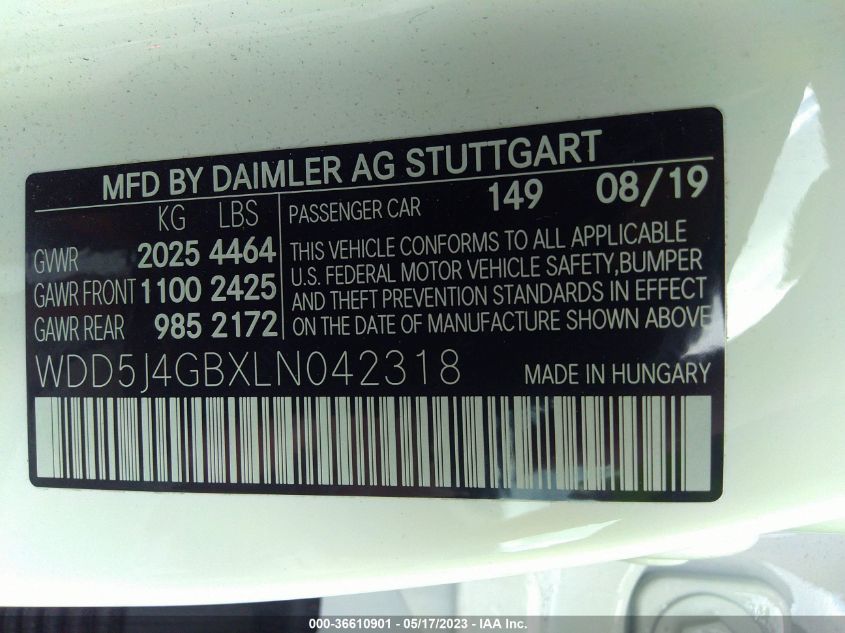 MFD BY DAIMLER AG STUTTGART
KG LBS
GVWR 2025 4464
GAWR FRONT 1100 2425
GAWR REAR 985 2172
PASSENGER CAR 149 08/19
THIS VEHICLE CONFORMS TO ALL APPLICABLE
U.S. FEDERAL MOTOR VEHICLE SAFETY,BUMPER
AND THEFT PREVENTION STANDARDS IN EFFECT
ON THE DATE OF MANUFACTURE SHOWN ABOVE
WDD5J4GBXLN042318 MADE IN HUNGARY
000-36610901 - 05/17/2023 - IAA Inc.